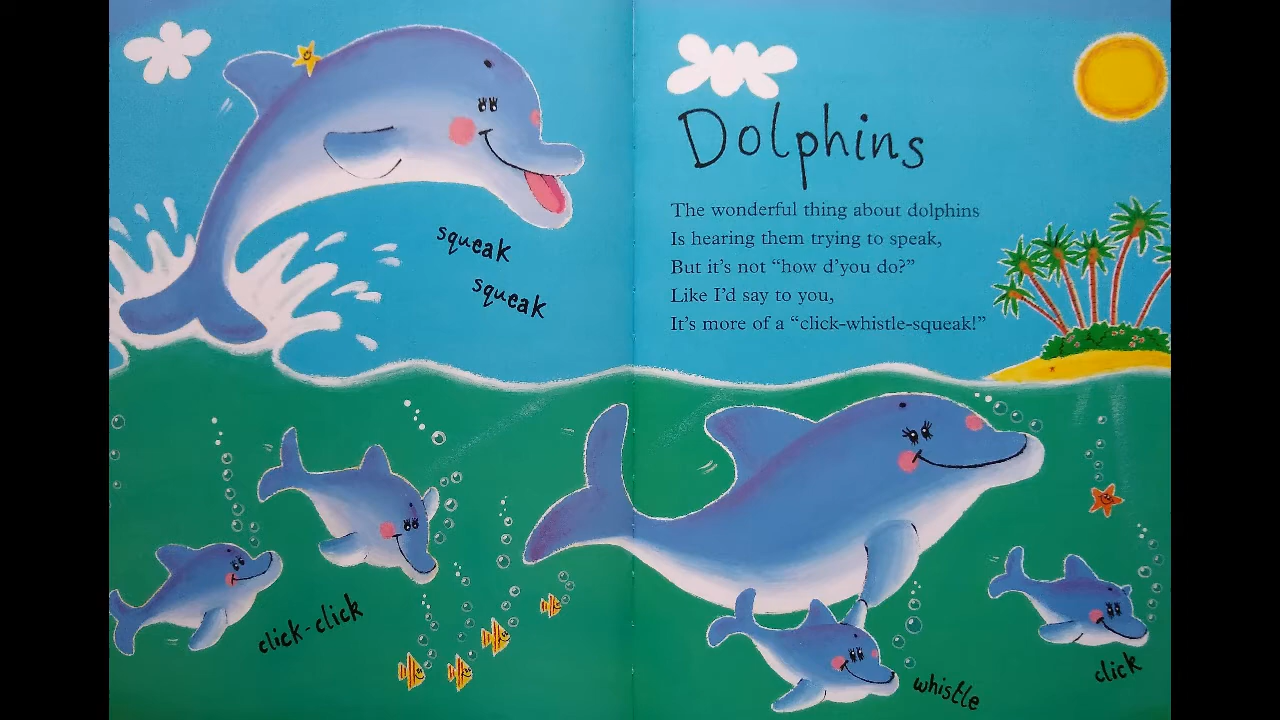 squeak
squeak
click-click
Dolphins
The wonderful thing about dolphins
Is hearing them trying to speak,
But it's not “how d'you do?”
Like I'd say to you,
It's more of a “click-whistle-squeak!”
whistle
click